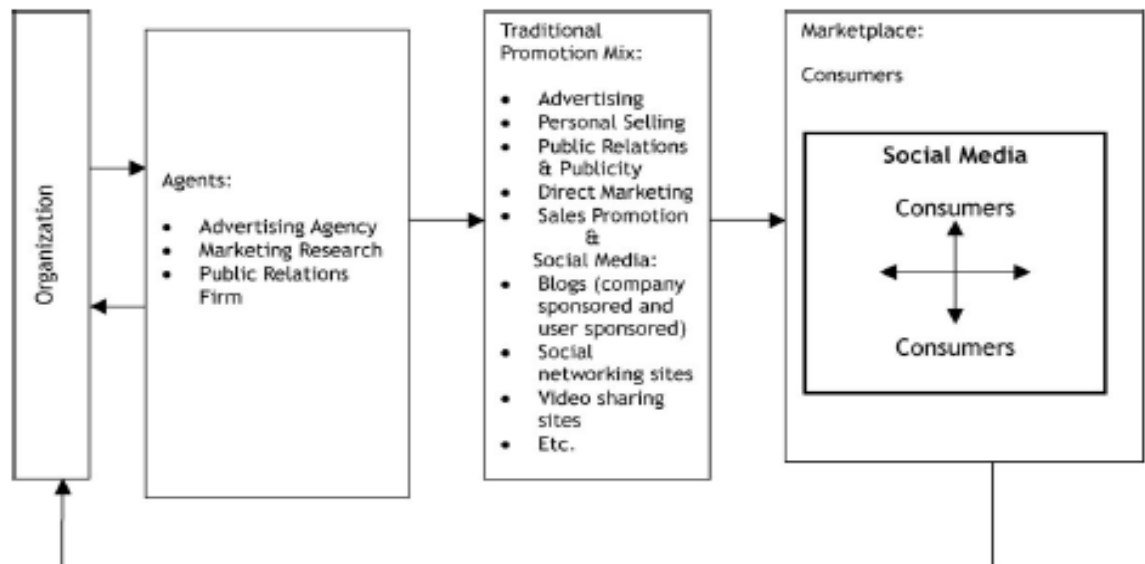 Organization
Agents:
• Advertising Agency
• Marketing Research
• Public Relations
Firm
Traditional
Promotion Mix:
• Advertising
• Personal Selling
• Public Relations
& Publicity
• Direct Marketing
• Sales Promotion
&
Social Media:
• Blogs (company
sponsored and
user sponsored)
• Social
networking sites
• Video sharing
sites
• Etc.
Marketplace:
Consumers
Social Media
Consumers
Consumers